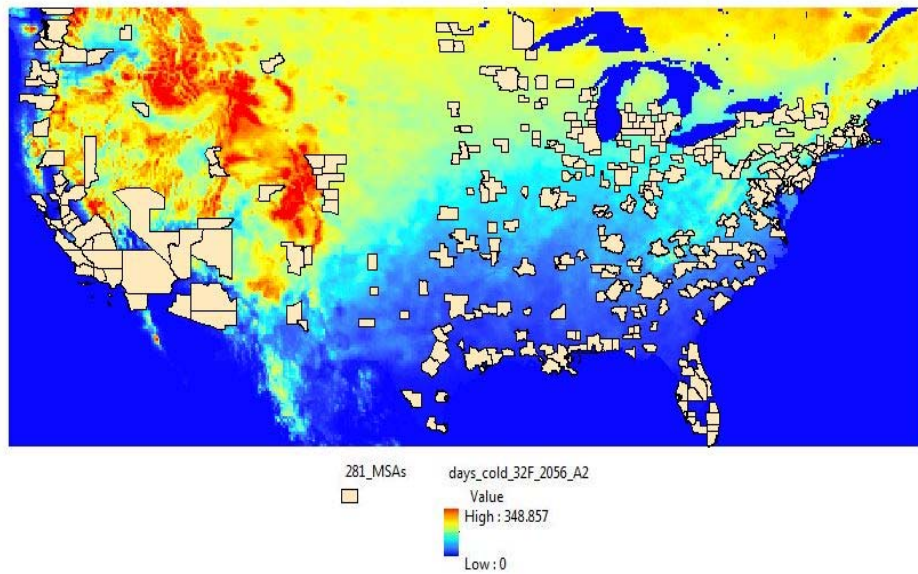 281_MSAs days_cold_32F_2056_A2
Value
High : 348.857
Low : 0